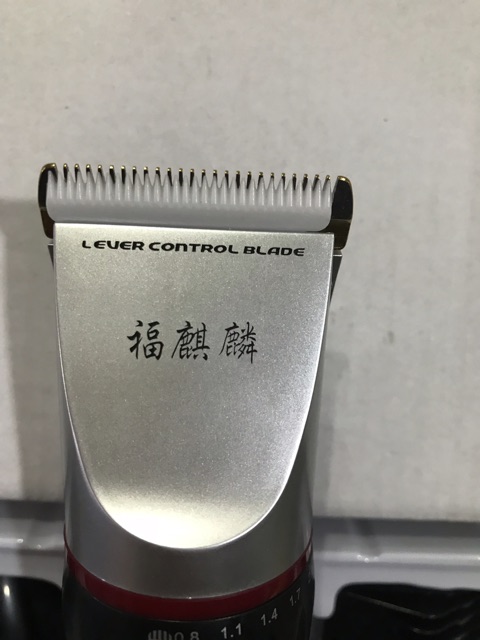 LEVER CONTROL BLADE
福麒麟
0.8 1.1 1.4 1.7